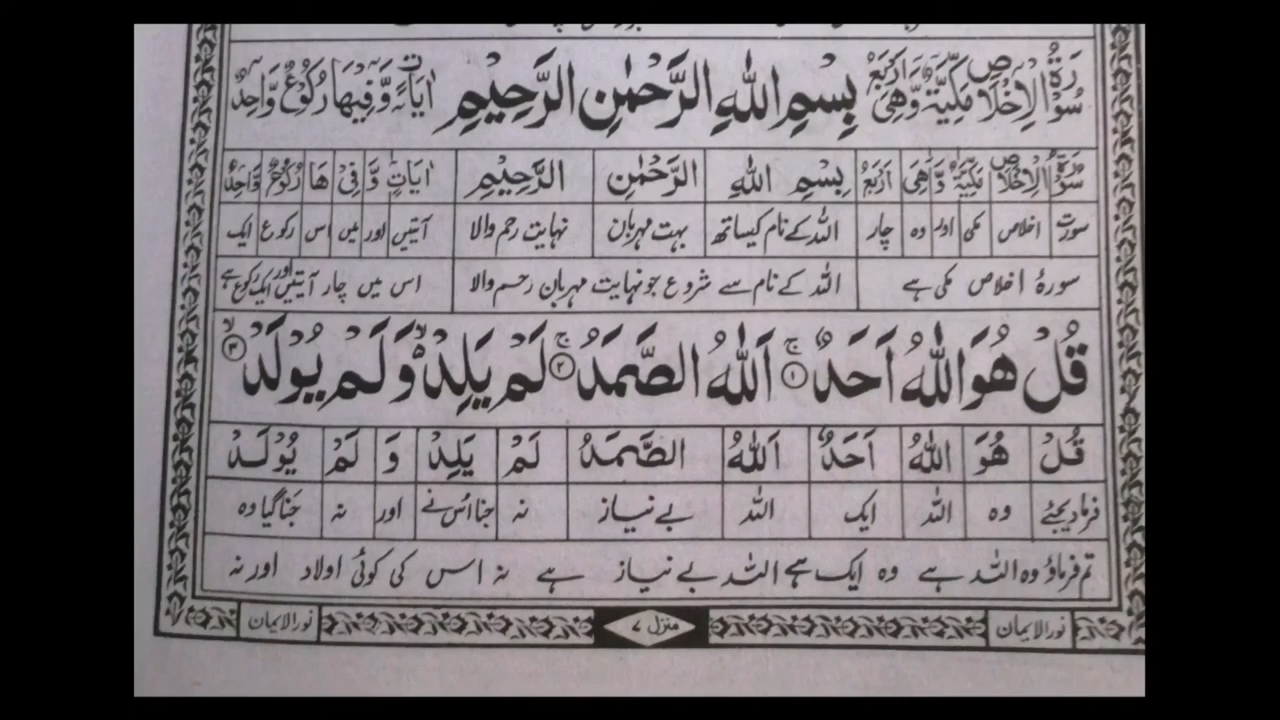 سُوْرَةُ الْاِخْلَاصِ مَكِّيَّةٌ وَّهِيَ اَرْبَعُ بِسْمِ اللّٰهِ الرَّحْمٰنِ الرَّحِيْمِ اٰيَاتٍ وَّفِيْهَا رُكُوْعٌ وَّاحِدٌ
سُوْرَةُ الْاِخْلَاصِ مَكِّيَّةٌ وَّهِيَ اَرْبَعُ بِسْمِ اللّٰهِ الرَّحْمٰنِ الرَّحِيْمِ اٰيَاتٍ وَّ فِيْ هَا رُكُوْعٌ وَّاحِدٌ
سورت اخلاص مکی اور وہ چار اللہ کے نام کیساتھ بہت مہربان نہایت رحم والا آیتیں اور میں اس رکوع ایک
سورۂ اخلاص مکی ہے اللہ کے نام سے شروع جو نہایت مہربان رحم والا اس میں چار آیتیں اور ایک رکوع ہے
قُلْ هُوَ اللّٰهُ اَحَدٌ ۚ﴿۱﴾ اَللّٰهُ الصَّمَدُ ۚ﴿۲﴾ لَمْ يَلِدْ ۙ وَلَمْ يُوْلَدْ ۙ﴿۳﴾
قُلْ هُوَ اللّٰهُ اَحَدٌ اَللّٰهُ الصَّمَدُ لَمْ يَلِدْ وَ لَمْ يُوْلَدْ
فرما دیجئے وہ اللہ ایک اللہ بے نیاز نہ جنا اس نے اور نہ جنا گیا وہ
تم فرماؤ وہ اللہ ہے وہ ایک ہے اللہ بے نیاز ہے نہ اس کی کوئی اولاد اور نہ
نور الایمان منزل ۷ نور الایمان